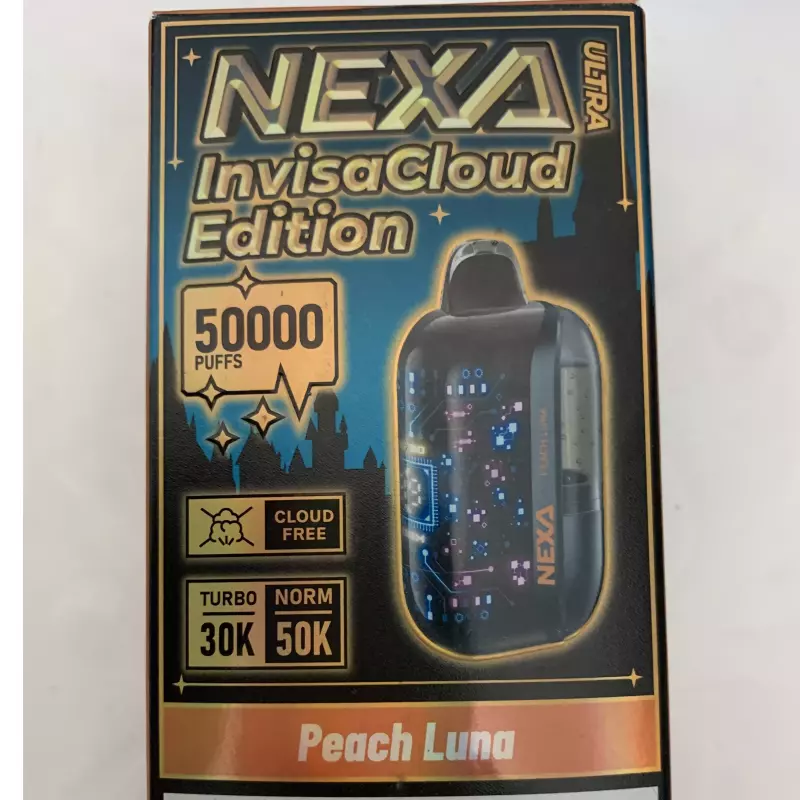 NEXA
ULTRA
InvisaCloud
Edition
50000
PUFFS
CLOUD
FREE
TURBO
30K
NORM
50K
NEXA
Peach Luna